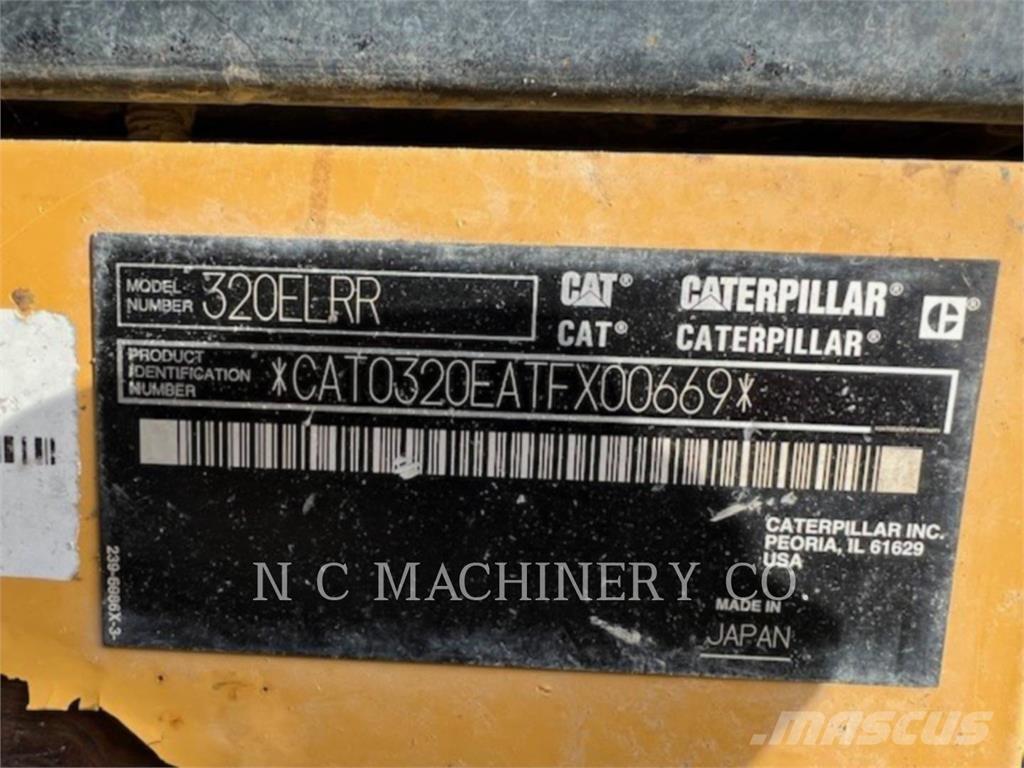 MODEL NUMBER 320ELRR
CAT® CATERPILLAR®
CAT® CATERPILLAR®
PRODUCT IDENTIFICATION NUMBER *CAT0320EATFX00669*
CATERPILLAR INC.
PEORIA, IL 61629
USA
MADE IN
JAPAN
N C MACHINERY CO.
MASCUS